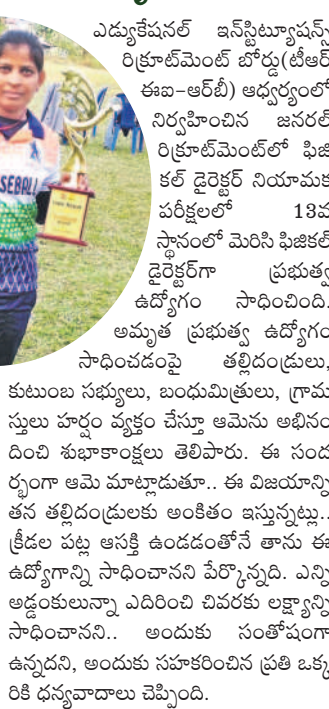 ఎడ్యుకేషనల్ ఇన్‌స్టిట్యూషన్స్
రిక్రూట్‌మెంట్ బోర్డు(టీఆర్
ఈఐ-ఆర్‌బీ) ఆధ్వర్యంలో
నిర్వహించిన జనరల్
రిక్రూట్‌మెంట్‌లో ఫిజి
కల్ డైరెక్టర్ నియామక
పరీక్షలలో 13వ
స్థానంలో మెరిసి ఫిజికల్
డైరెక్టర్‌గా ప్రభుత్వ
ఉద్యోగం సాధించింది.
అమృత ప్రభుత్వ ఉద్యోగం
సాధించడంపై తల్లిదండ్రులు,
కుటుంబ సభ్యులు, బంధుమిత్రులు, గ్రామ
స్తులు హర్షం వ్యక్తం చేస్తూ ఆమెను అభినం
దించి శుభాకాంక్షలు తెలిపారు. ఈ సంద
ర్భంగా ఆమె మాట్లాడుతూ.. ఈ విజయాన్ని
తన తల్లిదండ్రులకు అంకితం ఇస్తున్నట్లు..
క్రీడల పట్ల ఆసక్తి ఉండడంతోనే తాను ఈ
ఉద్యోగాన్ని సాధించానని పేర్కొన్నది. ఎన్ని
అడ్డంకులున్నా ఎదిరించి చివరకు లక్ష్యాన్ని
సాధించానని.. అందుకు సంతోషంగా
ఉన్నదని, అందుకు సహకరించిన ప్రతి ఒక్క
రికి ధన్యవాదాలు చెప్పింది.
SEBALL